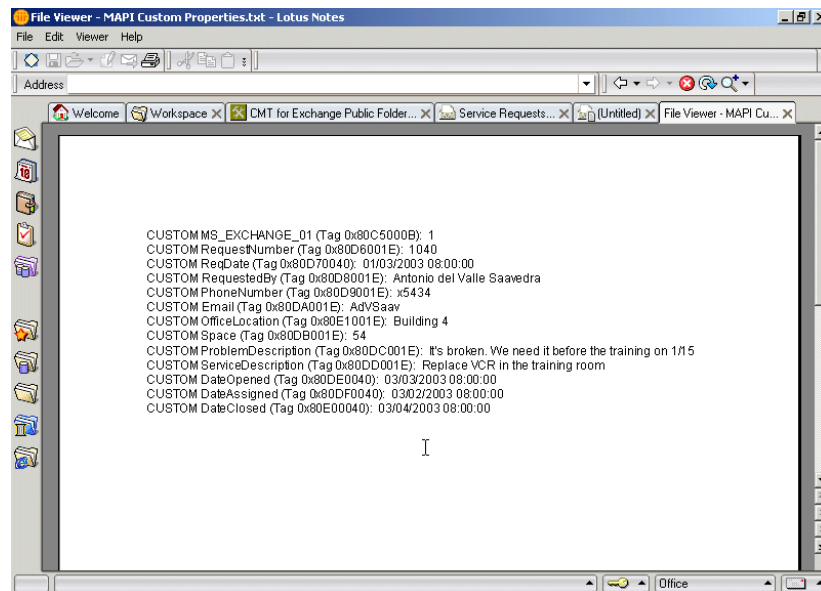 File Viewer - MAPI Custom Properties.txt - Lotus Notes
File Edit Viewer Help
Address
Welcome Workspace CMT for Exchange Public Folder... Service Requests... (Untitled) File Viewer - MAPI Cu...
CUSTOM MS_EXCHANGE_01 (Tag 0x80C5000B): 1
CUSTOM RequestNumber (Tag 0x80D6001E): 1040
CUSTOM ReqDate (Tag 0x80D70040): 01/03/2003 08:00:00
CUSTOM RequestedBy (Tag 0x80D8001E): Antonio del Valle Saavedra
CUSTOM PhoneNumber (Tag 0x80D9001E): x5434
CUSTOM Email (Tag 0x80DA001E): AdVSaav
CUSTOM OfficeLocation (Tag 0x80E1001E): Building 4
CUSTOM Space (Tag 0x80DB001E): 54
CUSTOM ProblemDescription (Tag 0x80DC001E): It's broken. We need it before the training on 1/15
CUSTOM ServiceDescription (Tag 0x80DD001E): Replace VCR in the training room
CUSTOM DateOpened (Tag 0x80DE0040): 03/03/2003 08:00:00
CUSTOM DateAssigned (Tag 0x80DF0040): 03/02/2003 08:00:00
CUSTOM DateClosed (Tag 0x80E00040): 03/04/2003 08:00:00
Office